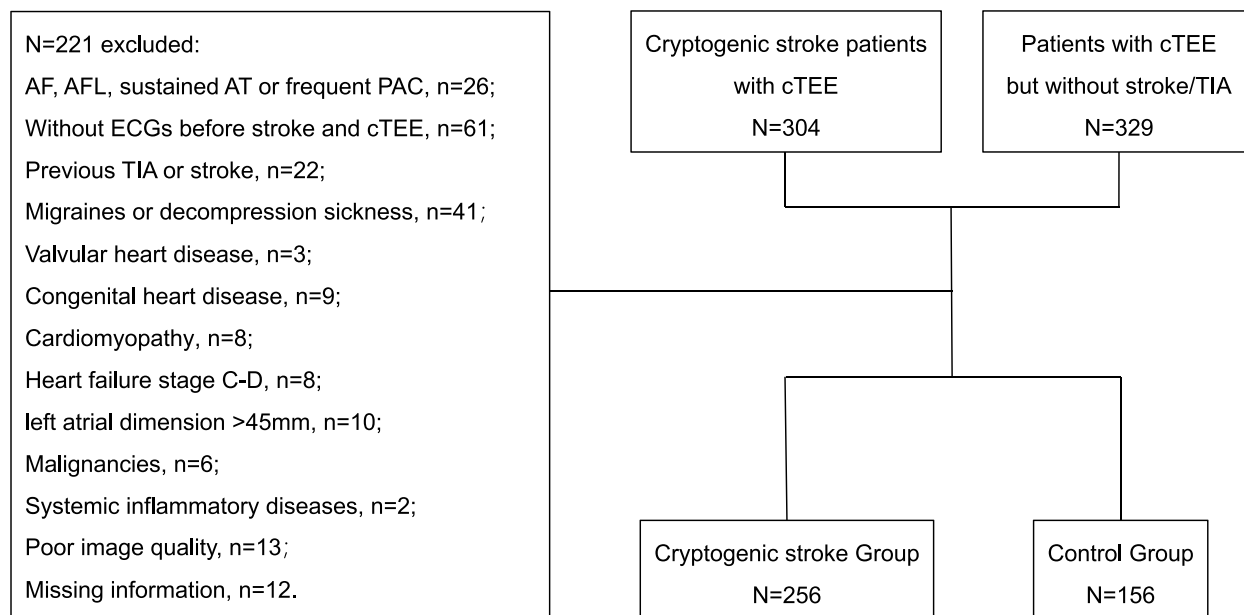 N=221 excluded:
AF, AFL, sustained AT or frequent PAC, n=26;
Without ECGs before stroke and cTEE, n=61;
Previous TIA or stroke, n=22;
Migraines or decompression sickness, n=41；
Valvular heart disease, n=3;
Congenital heart disease, n=9;
Cardiomyopathy, n=8;
Heart failure stage C-D, n=8;
left atrial dimension >45mm, n=10;
Malignancies, n=6;
Systemic inflammatory diseases, n=2;
Poor image quality, n=13；
Missing information, n=12.
Cryptogenic stroke patients
with cTEE
N=304
Patients with cTEE
but without stroke/TIA
N=329
Cryptogenic stroke Group
N=256
Control Group
N=156